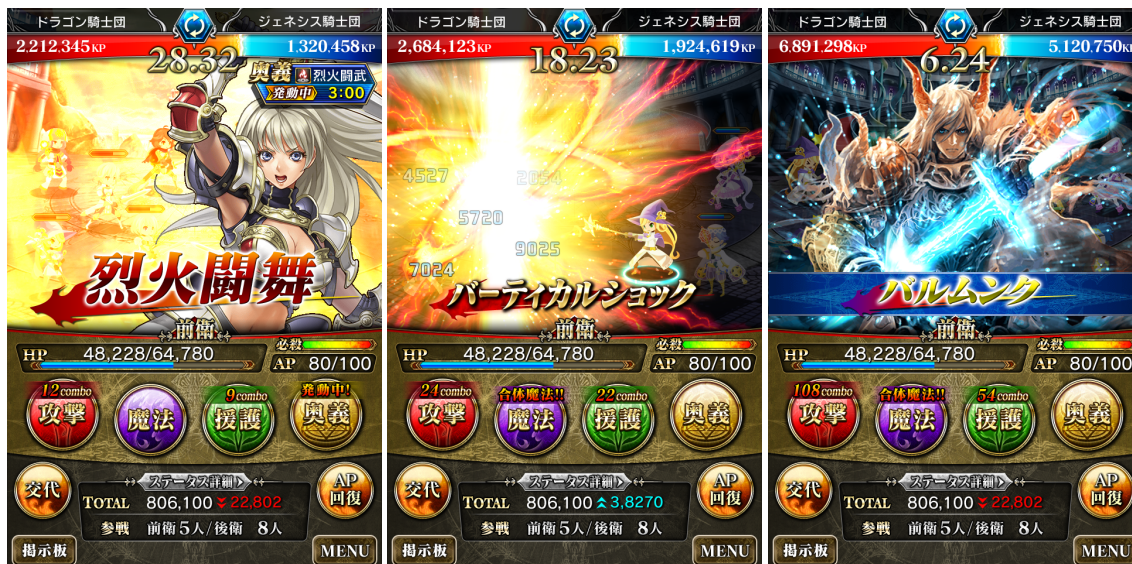 ドラゴン騎士団 ジェネシス騎士団
2,212,345KP 1,320,458KP
28.32
奥義 烈火闘武
発動中 3:00
烈火闘舞
前衛
HP 48,228/64,780
必殺
AP 80/100
12combo 9combo 発動中!
攻撃 魔法 援護 奥義
交代
ステータス詳細
AP回復
TOTAL 806,100 22,802
参戦 前衛5人/後衛 8人
掲示板 MENU
ドラゴン騎士団 ジェネシス騎士団
2,684,123KP 1,924,619KP
18.23
4527 2054
5720
9025
7024
バーティカルショック
前衛
HP 48,228/64,780
必殺
AP 80/100
24combo 合体魔法!! 22combo
攻撃 魔法 援護 奥義
交代
ステータス詳細
AP回復
TOTAL 806,100 3,8270
参戦 前衛5人/後衛 8人
掲示板 MENU
ドラゴン騎士団 ジェネシス騎士団
6,891,298KP 5,120,750KP
6.24
バルムンク
前衛
HP 48,228/64,780
必殺
AP 80/100
108combo 合体魔法!! 54combo
攻撃 魔法 援護 奥義
交代
ステータス詳細
AP回復
TOTAL 806,100 22,802
参戦 前衛5人/後衛 8人
掲示板 MENU